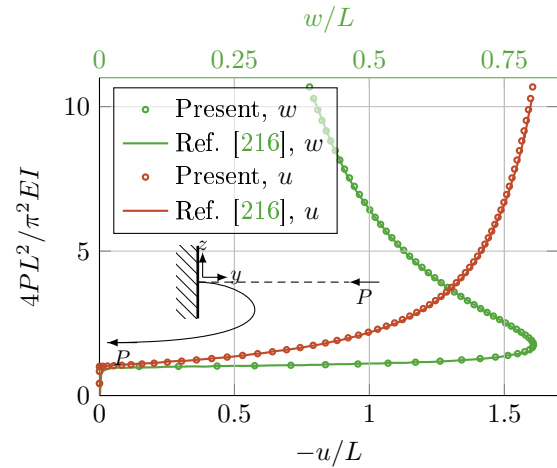 w/L
0 0.25 0.5 0.75
10
5
0
4PL²/π²EI
Present, w
Ref. [216], w
Present, u
Ref. [216], u
z
y
P
P
0 0.5 1 1.5
−u/L